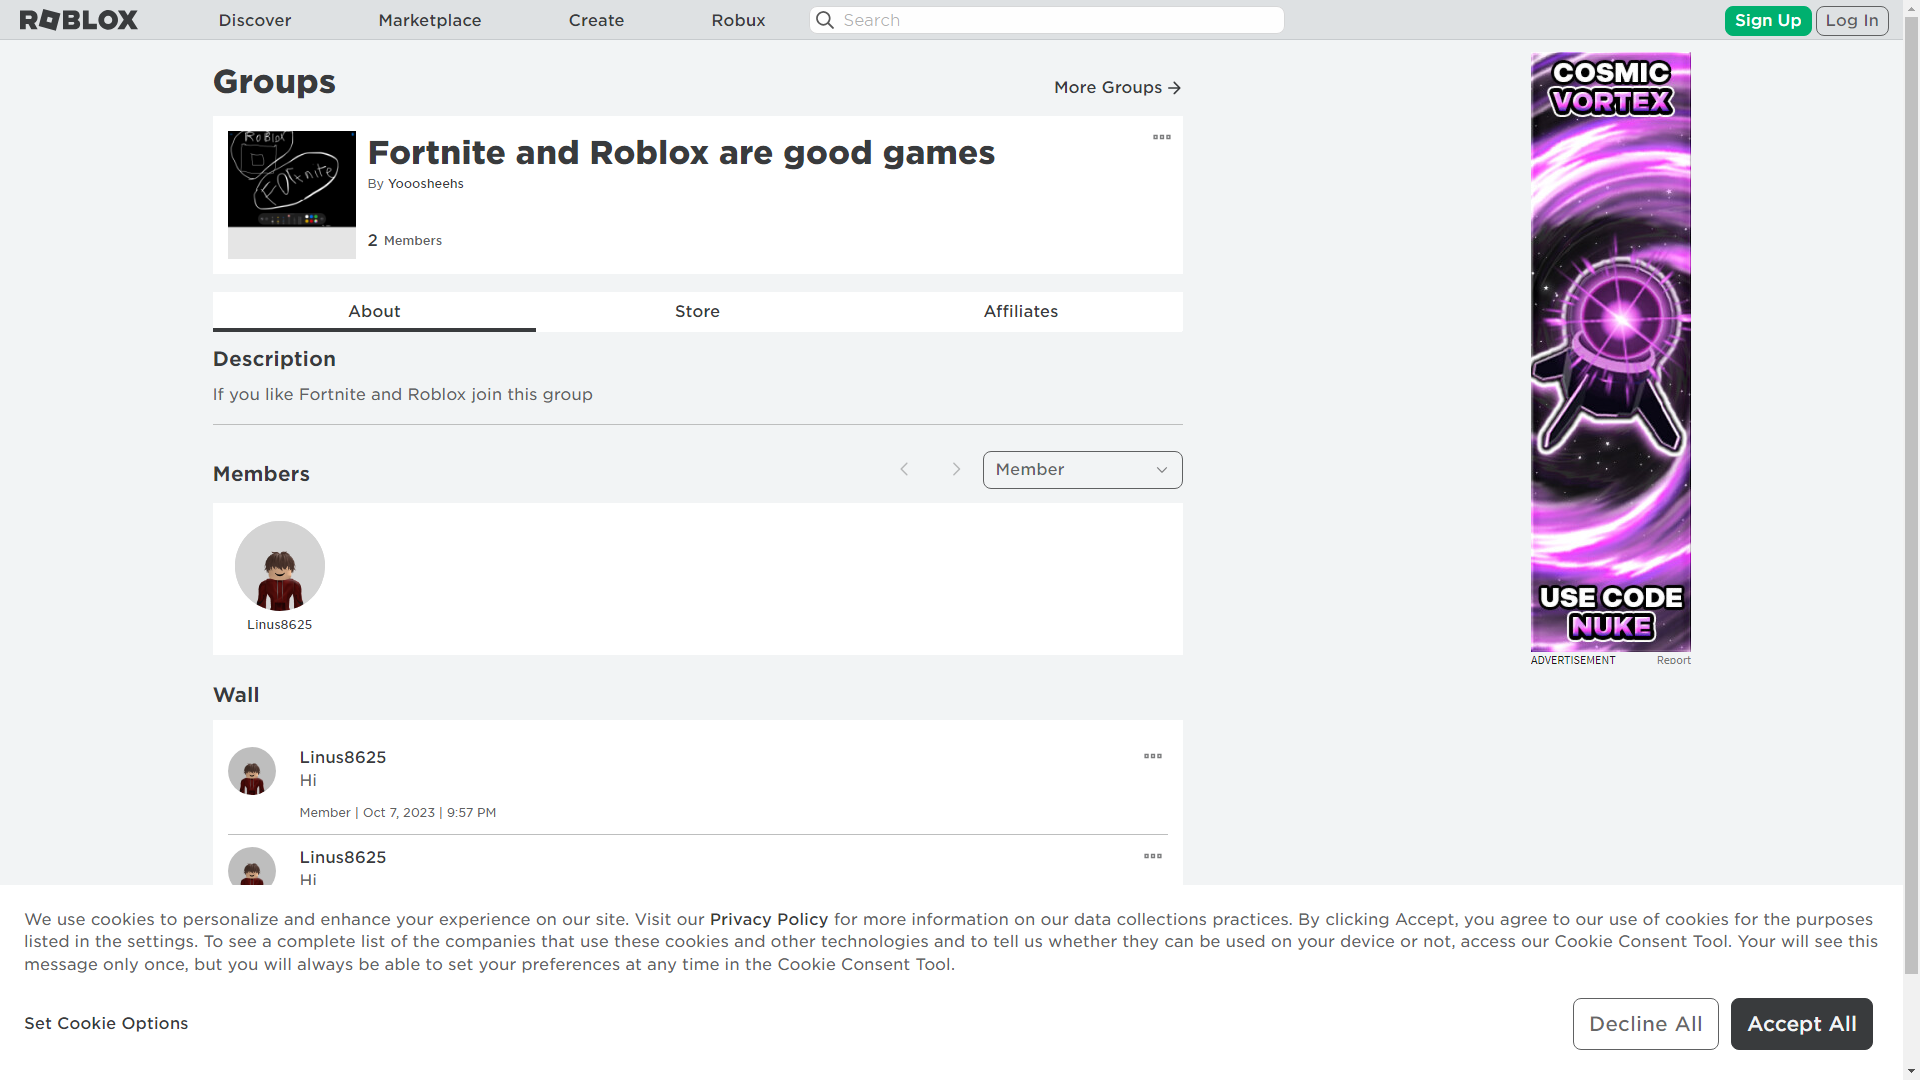 ROBLOX
Discover
Marketplace
Create
Robux
Search
Sign Up
Log In
Groups
More Groups
Roblox
Fortnite
Fortnite and Roblox are good games
By Yooosheehs
2 Members
About
Store
Affiliates
Description
If you like Fortnite and Roblox join this group
Members
Member
Linus8625
Wall
Linus8625
Hi
Member | Oct 7, 2023 | 9:57 PM
Linus8625
Hi
COSMIC
VORTEX
USE CODE
NUKE
ADVERTISEMENT
Report
We use cookies to personalize and enhance your experience on our site. Visit our Privacy Policy for more information on our data collections practices. By clicking Accept, you agree to our use of cookies for the purposes
listed in the settings. To see a complete list of the companies that use these cookies and other technologies and to tell us whether they can be used on your device or not, access our Cookie Consent Tool. Your will see this
message only once, but you will always be able to set your preferences at any time in the Cookie Consent Tool.
Set Cookie Options
Decline All
Accept All